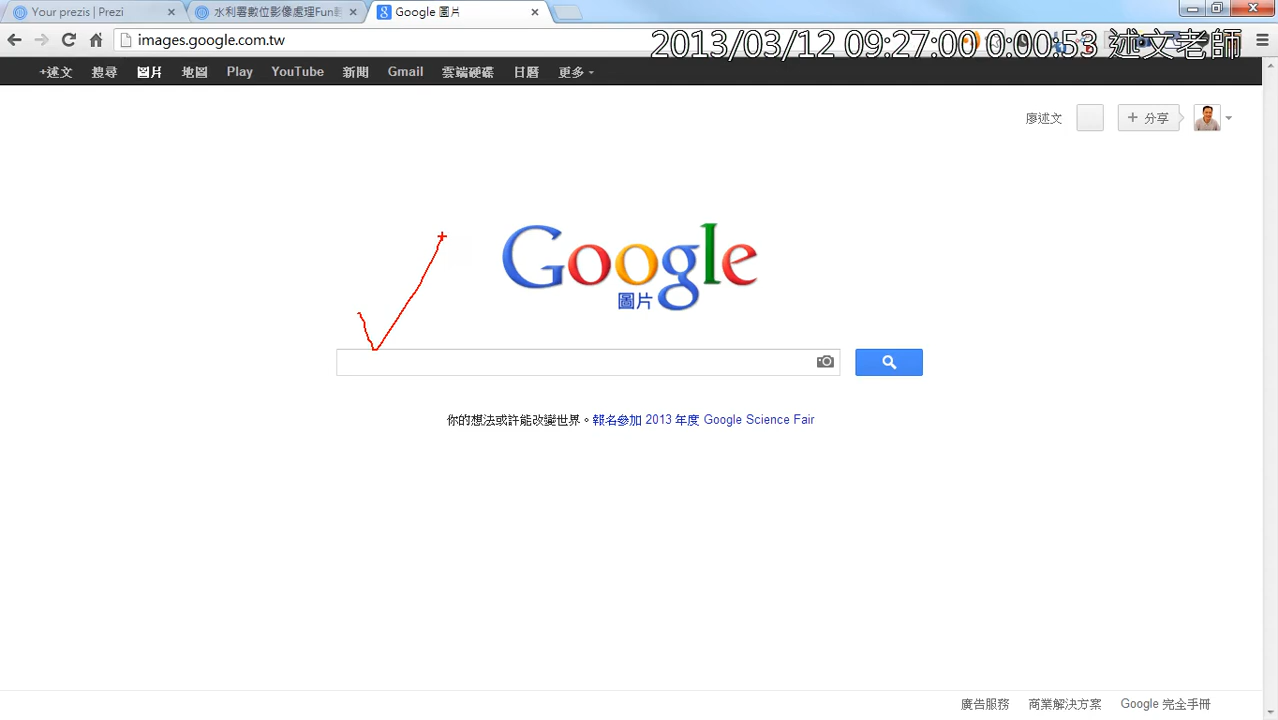 Your prezis | Prezi
水利署數位影像處理Fun
Google 圖片
images.google.com.tw
2013/03/12 09:27:00 0:00:53 述文老師
+述文 搜尋 圖片 地圖 Play YouTube 新聞 Gmail 雲端硬碟 日曆 更多
廖述文 + 分享
Google
圖片
你的想法或許能改變世界。報名參加 2013 年度 Google Science Fair
廣告服務 商業解決方案 Google 完全手冊